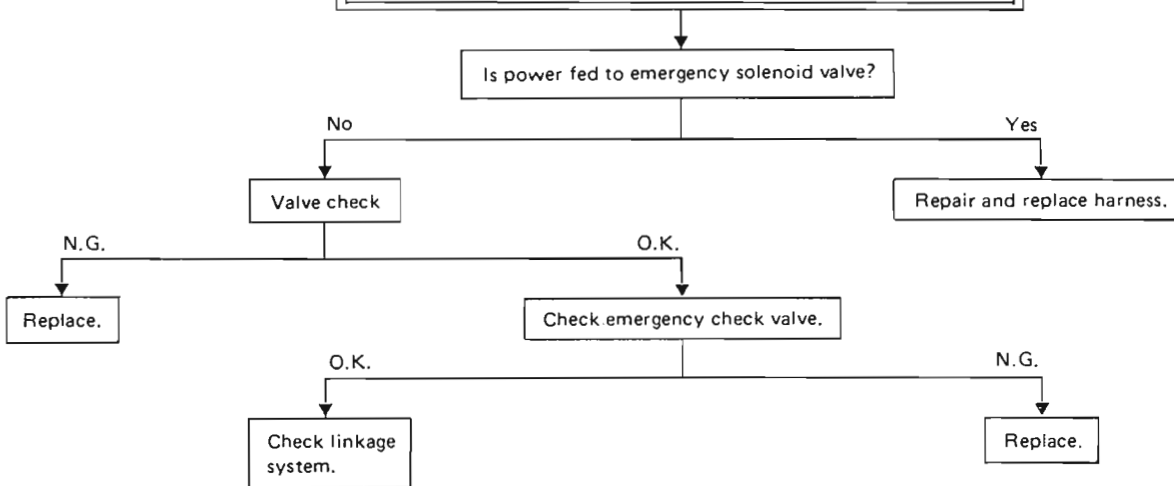 Is power fed to emergency solenoid valve?
No
Yes
Valve check
Repair and replace harness.
N.G.
O.K.
Replace.
Check emergency check valve.
O.K.
N.G.
Check linkage
system.
Replace.